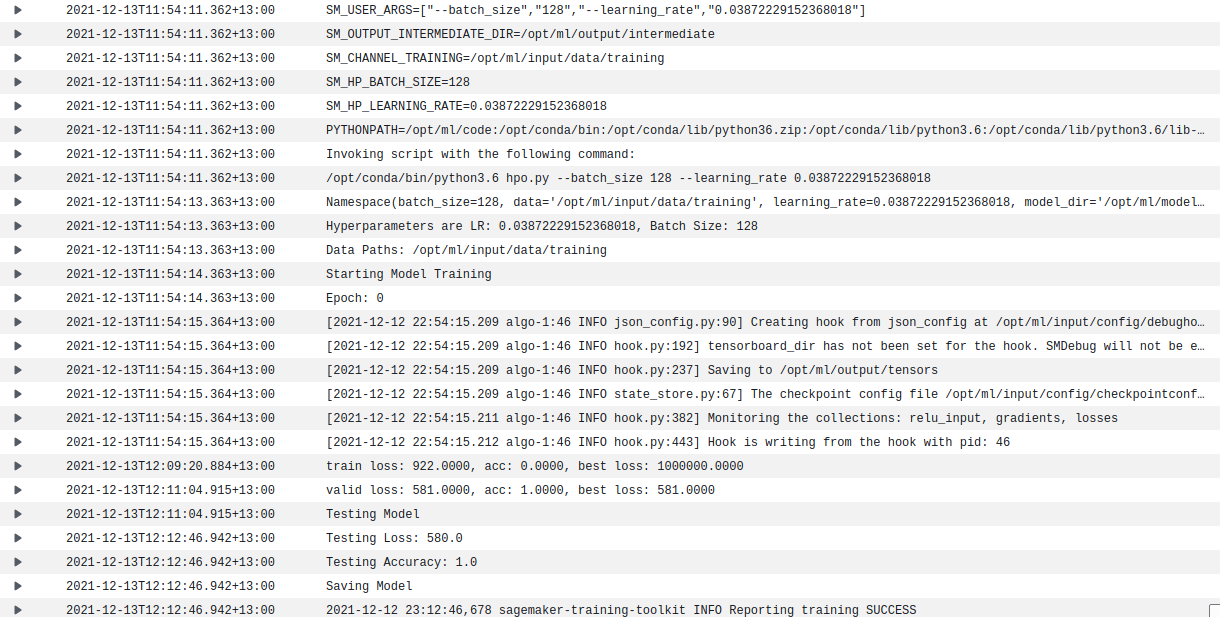 2021-12-13T11:54:11.362+13:00 SM_USER_ARGS=["--batch_size","128","--learning_rate","0.03872229152368018"]
2021-12-13T11:54:11.362+13:00 SM_OUTPUT_INTERMEDIATE_DIR=/opt/ml/output/intermediate
2021-12-13T11:54:11.362+13:00 SM_CHANNEL_TRAINING=/opt/ml/input/data/training
2021-12-13T11:54:11.362+13:00 SM_HP_BATCH_SIZE=128
2021-12-13T11:54:11.362+13:00 SM_HP_LEARNING_RATE=0.03872229152368018
2021-12-13T11:54:11.362+13:00 PYTHONPATH=/opt/ml/code:/opt/conda/bin:/opt/conda/lib/python36.zip:/opt/conda/lib/python3.6:/opt/conda/lib/python3.6/lib-…
2021-12-13T11:54:11.362+13:00 Invoking script with the following command:
2021-12-13T11:54:11.362+13:00 /opt/conda/bin/python3.6 hpo.py --batch_size 128 --learning_rate 0.03872229152368018
2021-12-13T11:54:13.363+13:00 Namespace(batch_size=128, data='/opt/ml/input/data/training', learning_rate=0.03872229152368018, model_dir='/opt/ml/model…
2021-12-13T11:54:13.363+13:00 Hyperparameters are LR: 0.03872229152368018, Batch Size: 128
2021-12-13T11:54:13.363+13:00 Data Paths: /opt/ml/input/data/training
2021-12-13T11:54:14.363+13:00 Starting Model Training
2021-12-13T11:54:14.363+13:00 Epoch: 0
2021-12-13T11:54:15.364+13:00 [2021-12-12 22:54:15.209 algo-1:46 INFO json_config.py:90] Creating hook from json_config at /opt/ml/input/config/debugho…
2021-12-13T11:54:15.364+13:00 [2021-12-12 22:54:15.209 algo-1:46 INFO hook.py:192] tensorboard_dir has not been set for the hook. SMDebug will not be e…
2021-12-13T11:54:15.364+13:00 [2021-12-12 22:54:15.209 algo-1:46 INFO hook.py:237] Saving to /opt/ml/output/tensors
2021-12-13T11:54:15.364+13:00 [2021-12-12 22:54:15.209 algo-1:46 INFO state_store.py:67] The checkpoint config file /opt/ml/input/config/checkpointconf…
2021-12-13T11:54:15.364+13:00 [2021-12-12 22:54:15.211 algo-1:46 INFO hook.py:382] Monitoring the collections: relu_input, gradients, losses
2021-12-13T11:54:15.364+13:00 [2021-12-12 22:54:15.212 algo-1:46 INFO hook.py:443] Hook is writing from the hook with pid: 46
2021-12-13T12:09:20.884+13:00 train loss: 922.0000, acc: 0.0000, best loss: 1000000.0000
2021-12-13T12:11:04.915+13:00 valid loss: 581.0000, acc: 1.0000, best loss: 581.0000
2021-12-13T12:11:04.915+13:00 Testing Model
2021-12-13T12:12:46.942+13:00 Testing Loss: 580.0
2021-12-13T12:12:46.942+13:00 Testing Accuracy: 1.0
2021-12-13T12:12:46.942+13:00 Saving Model
2021-12-13T12:12:46.942+13:00 2021-12-12 23:12:46,678 sagemaker-training-toolkit INFO Reporting training SUCCESS